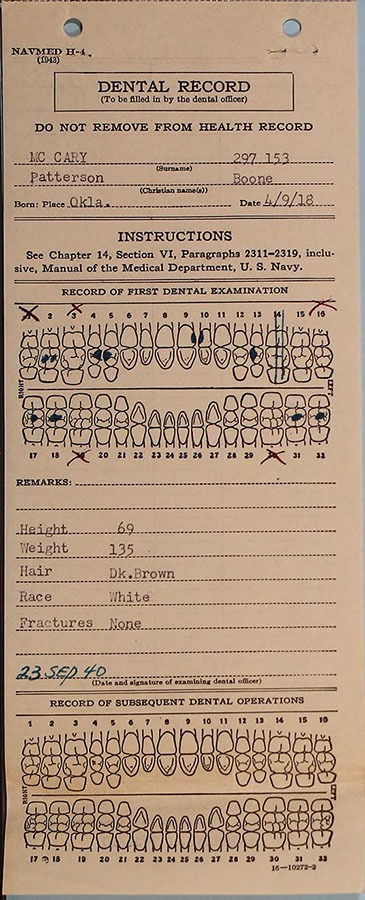 NAVMED H-4
(1943)
DENTAL RECORD
(To be filled in by the dental officer)
DO NOT REMOVE FROM HEALTH RECORD
MC CARY 297 153
(Surname)
Patterson Boone
(Christian name(s))
Born: Place Okla. Date 4/9/18
INSTRUCTIONS
See Chapter 14, Section VI, Paragraphs 2311–2319, inclu-
sive, Manual of the Medical Department, U. S. Navy.
RECORD OF FIRST DENTAL EXAMINATION
2 3 4 5 6 7 8 9 10 11 12 13 14 15 16
RIGHT LEFT
17 18 20 21 22 23 24 25 26 27 28 29 31 32
REMARKS:
Height 69
Weight 135
Hair Dk.Brown
Race White
Fractures None
23 SEP 40
(Date and signature of examining dental officer)
RECORD OF SUBSEQUENT DENTAL OPERATIONS
1 2 3 4 5 6 7 8 9 10 11 12 13 14 15 16
RIGHT LEFT
17 18 19 20 21 22 23 24 25 26 27 28 29 30 31 32
16—10272-2